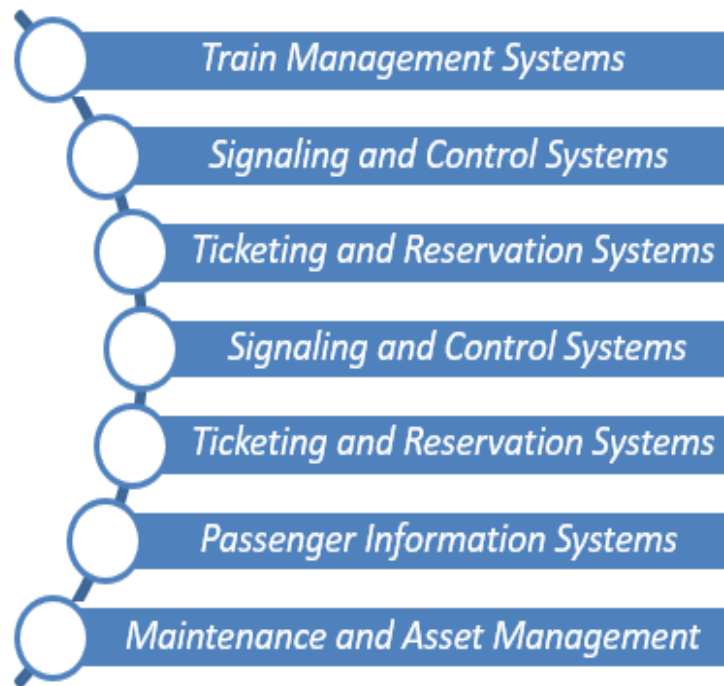 Train Management Systems
Signaling and Control Systems
Ticketing and Reservation Systems
Signaling and Control Systems
Ticketing and Reservation Systems
Passenger Information Systems
Maintenance and Asset Management